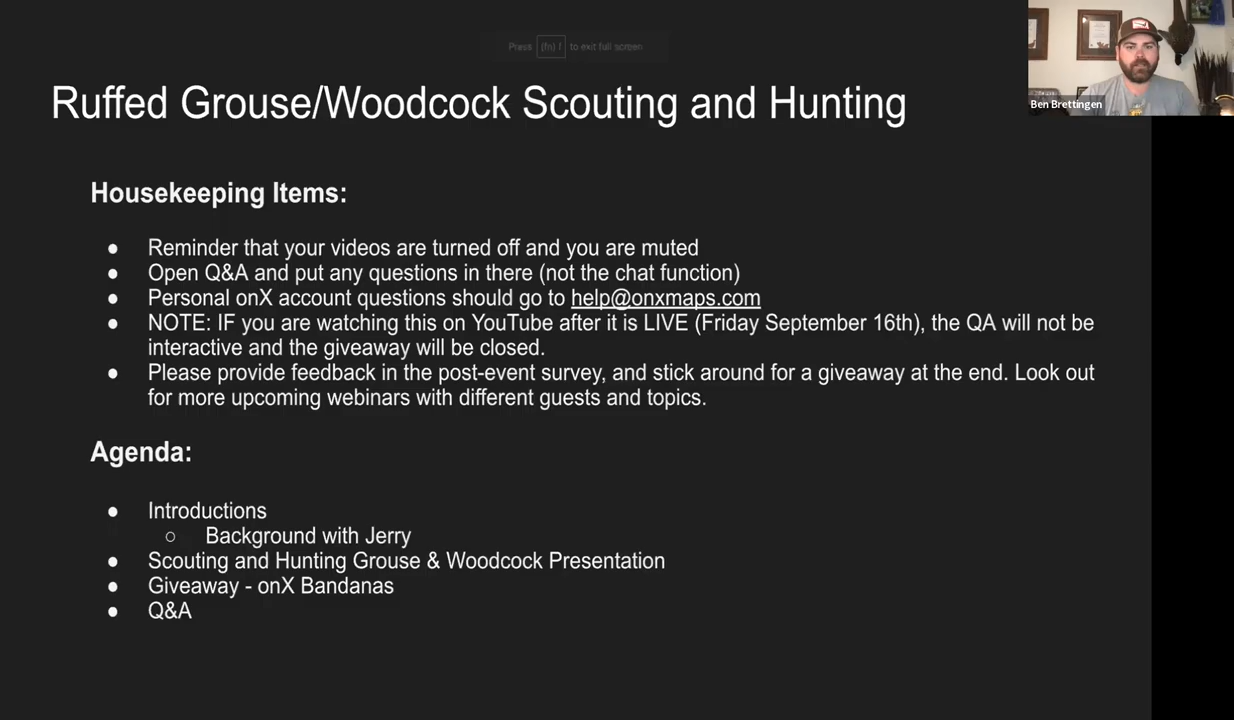 Press (fn) f to exit full screen
Ben Brettingen
Ruffed Grouse/Woodcock Scouting and Hunting
Housekeeping Items:
● Reminder that your videos are turned off and you are muted
● Open Q&A and put any questions in there (not the chat function)
● Personal onX account questions should go to help@onxmaps.com
● NOTE: IF you are watching this on YouTube after it is LIVE (Friday September 16th), the QA will not be
interactive and the giveaway will be closed.
● Please provide feedback in the post-event survey, and stick around for a giveaway at the end. Look out
for more upcoming webinars with different guests and topics.
Agenda:
● Introductions
○ Background with Jerry
● Scouting and Hunting Grouse & Woodcock Presentation
● Giveaway - onX Bandanas
● Q&A